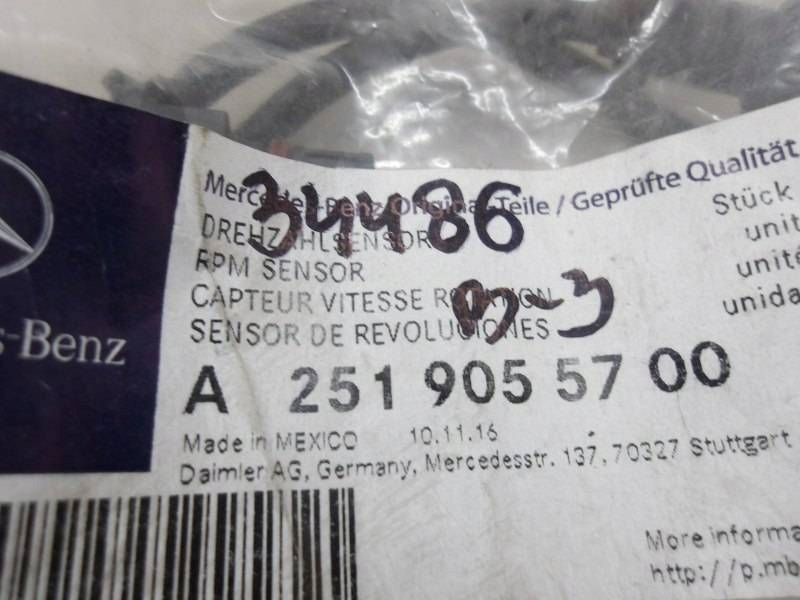 Mercedes-Benz Original-Teile / Geprüfte Qualität
34486
DREHZAHLSENSOR
RPM SENSOR
CAPTEUR VITESSE ROTATION
SENSOR DE REVOLUCIONES
-3
Stück
unit
unité
unida
s-Benz
A 251 905 57 00
Made in MEXICO 10.11.16
Daimler AG, Germany, Mercedesstr. 137, 70327 Stuttgart
More informa
http://p.mb